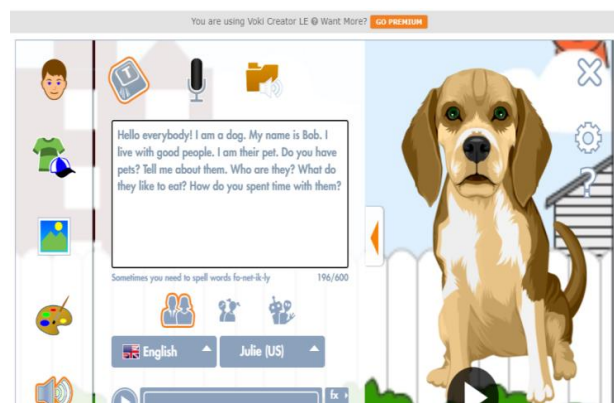 You are using Voki Creator LE Want More? GO PREMIUM
T
Hello everybody! I am a dog. My name is Bob. I
live with good people. I am their pet. Do you have
pets? Tell me about them. Who are they? What do
they like to eat? How do you spent time with them?
Sometimes you need to spell words fo-net-ik-ly 196/600
English Julie (US)
fx
?